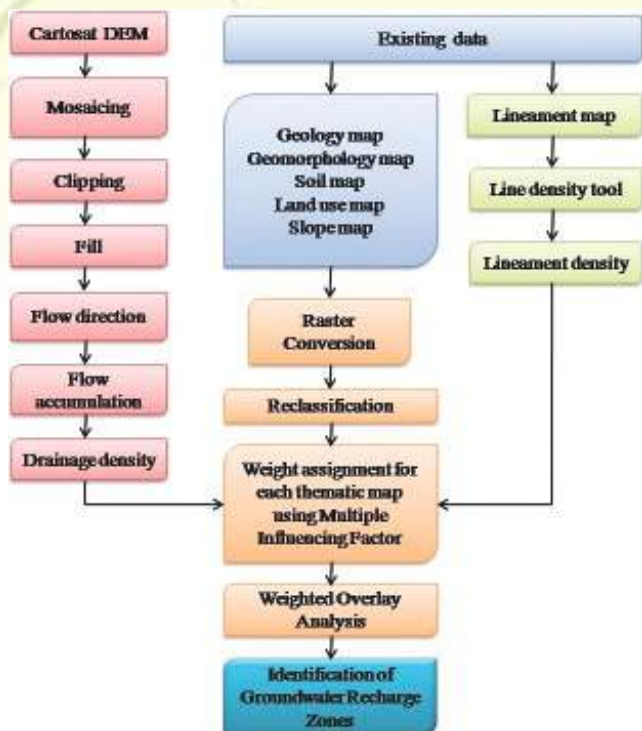 Cartosat DEM
Mosaicing
Clipping
Fill
Flow direction
Flow
accumulation
Drainage density
Existing data
Geology map
Geomorphology map
Soil map
Land use map
Slope map
Raster
Conversion
Reclassification
Weight assignment for
each thematic map
using Multiple
Influencing Factor
Weighted Overlay
Analysis
Identification of
Groundwater Recharge
Zones
Lineament map
Line density tool
Lineament density